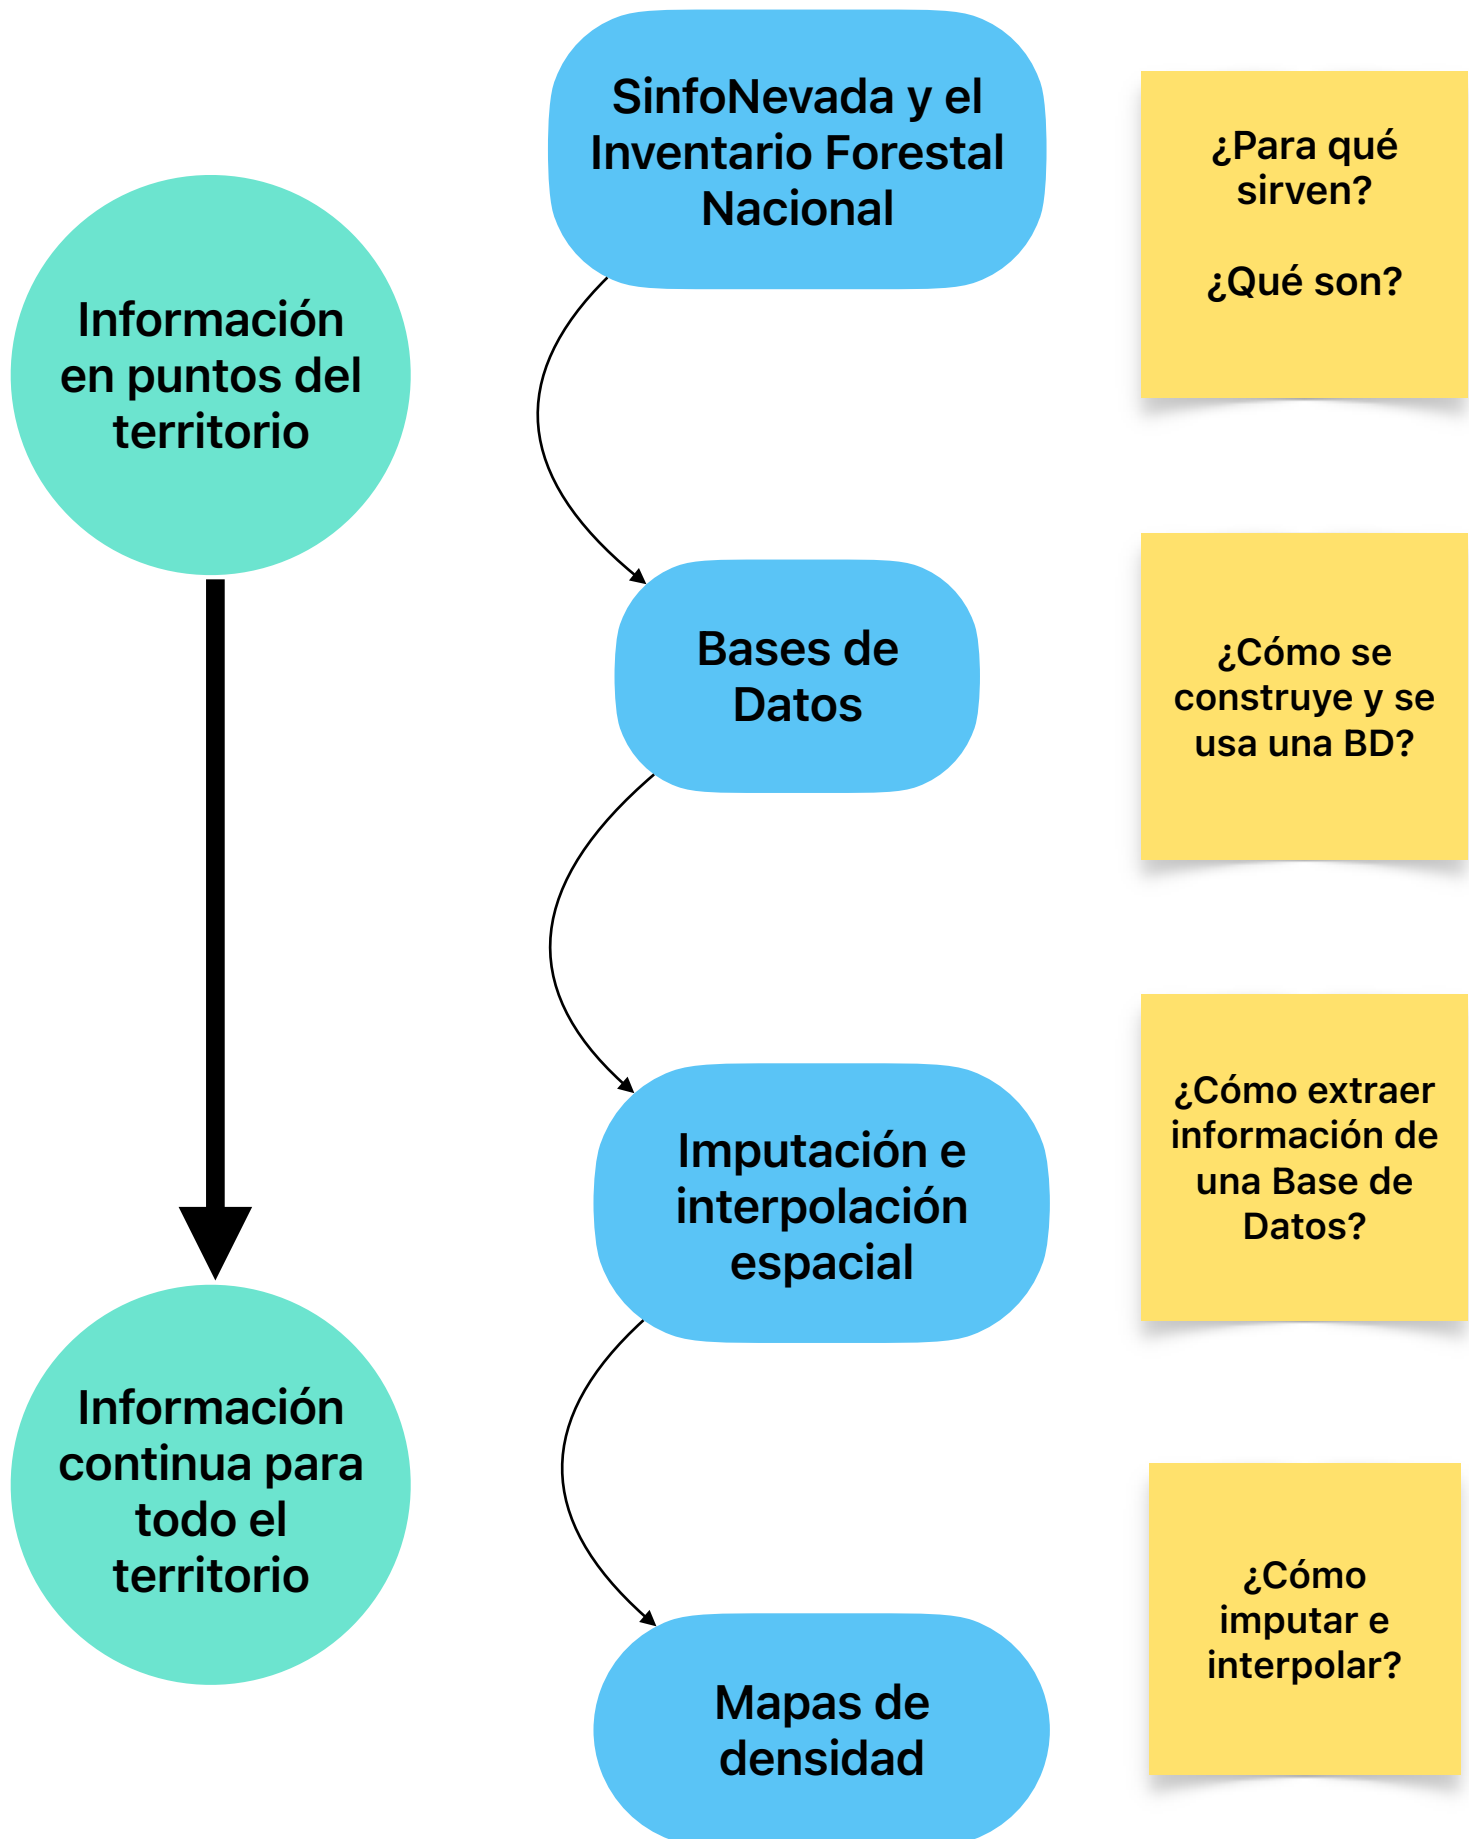 Información
en puntos del
territorio
Información
continua para
todo el
territorio
SinfoNevada y el
Inventario Forestal
Nacional
Bases de
Datos
Imputación e
interpolación
espacial
Mapas de
densidad
¿Para qué
sirven?
¿Qué son?
¿Cómo se
construye y se
usa una BD?
¿Cómo extraer
información de
una Base de
Datos?
¿Cómo
imputar e
interpolar?